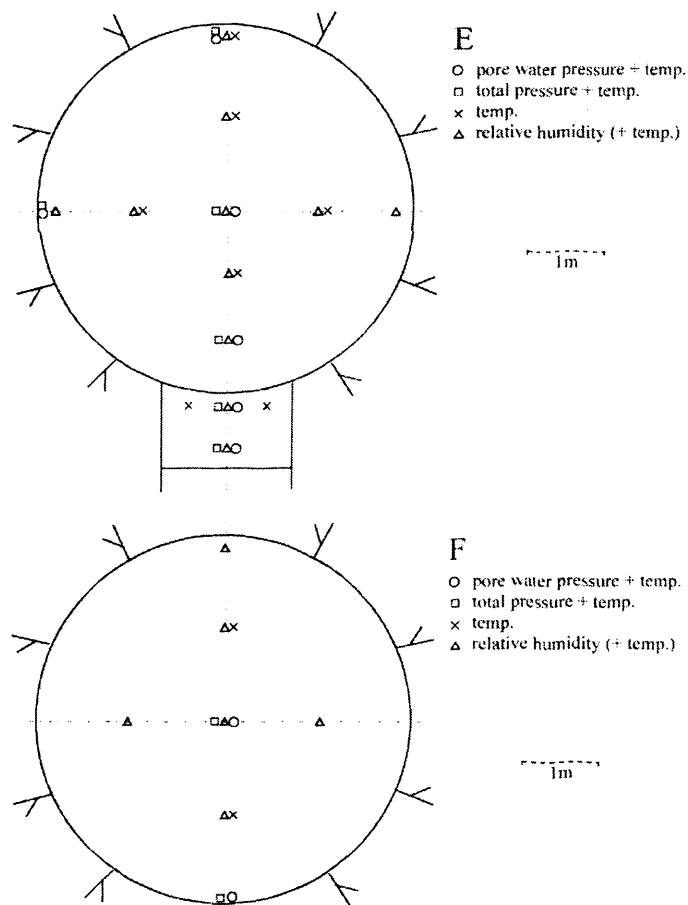 E
pore water pressure + temp.
total pressure + temp.
temp.
relative humidity (+ temp.)
1m
F
pore water pressure + temp.
total pressure + temp.
temp.
relative humidity (+ temp.)
1m